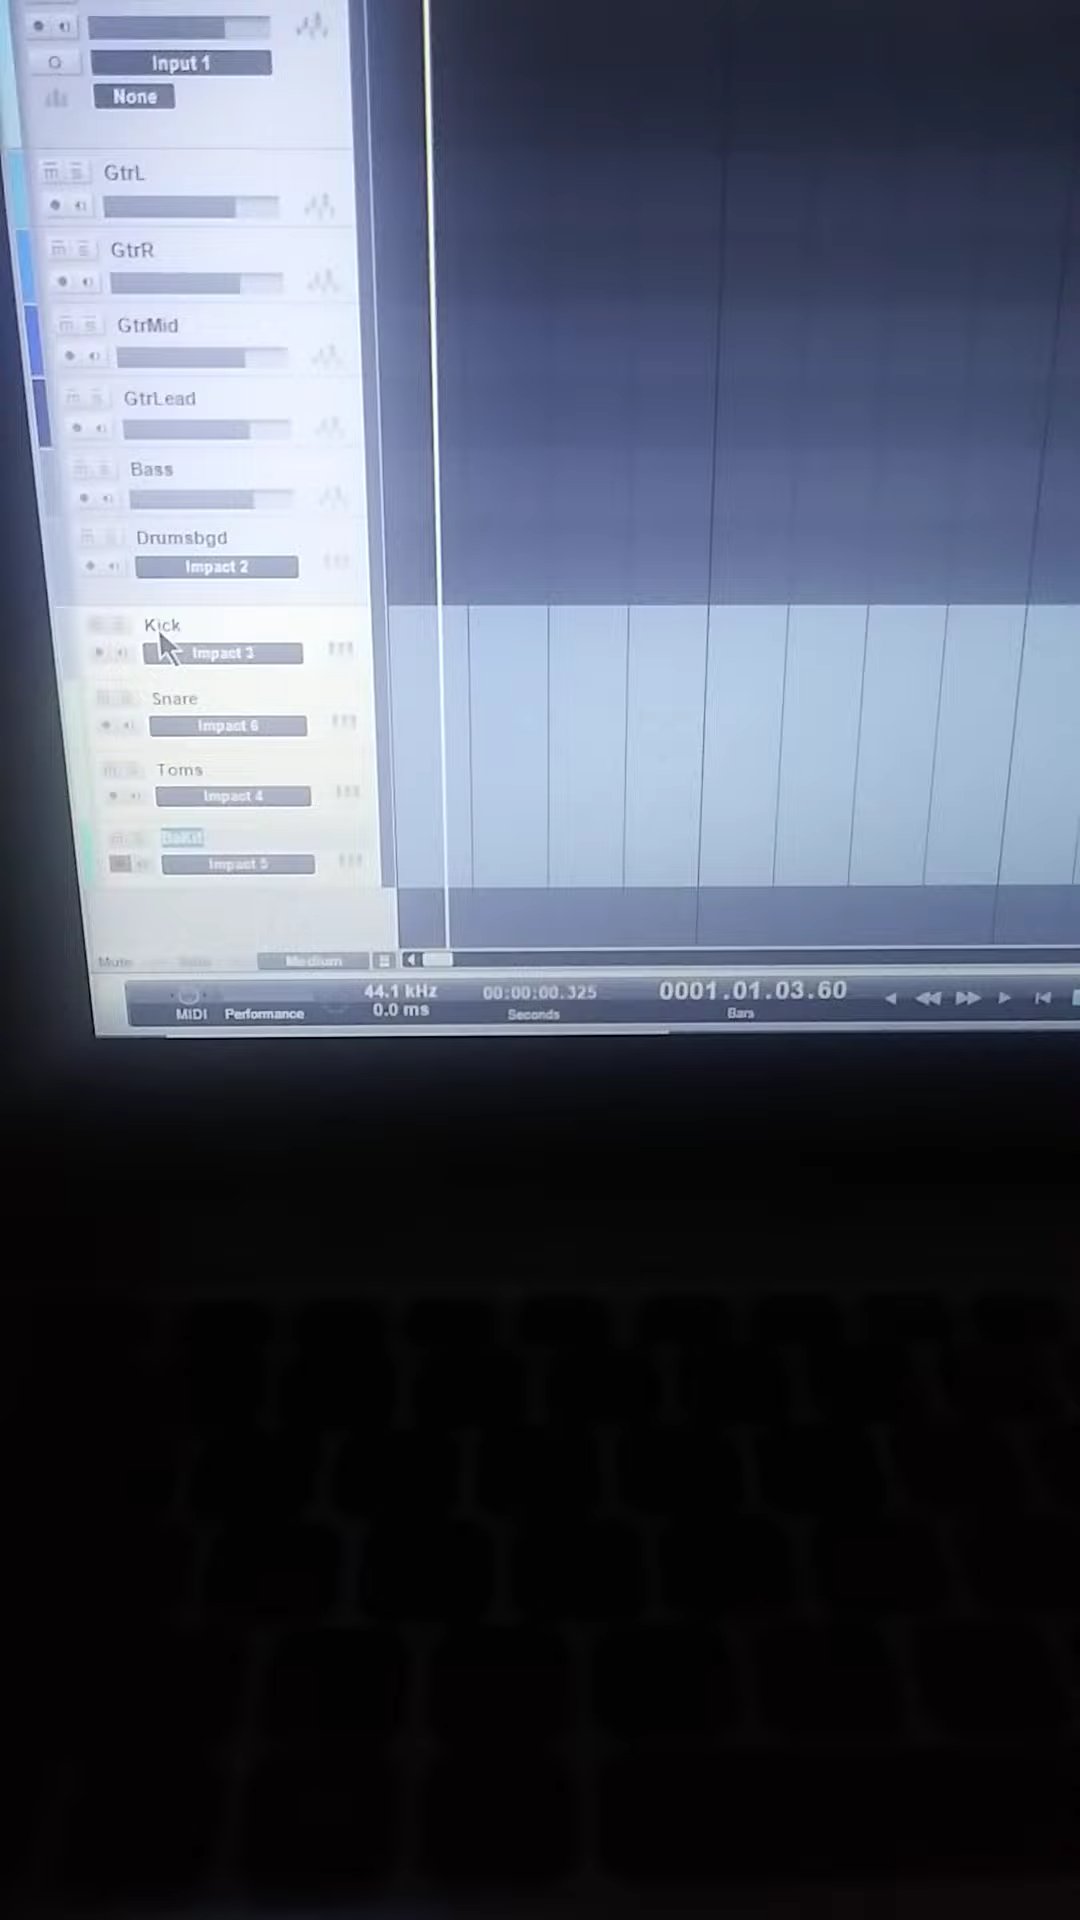 Input 1
None
m s GtrL
m s GtrR
m s GtrMid
m s GtrLead
m s Bass
m s Drumsbgd
Impact 2
Kick
Impact 3
Snare
Impact 6
Toms
Impact 4
Impact 5
Mute
Medium
44.1 kHz
0.0 ms
00:00:00.325
0001.01.03.60
MIDI
Performance
Seconds
Bars